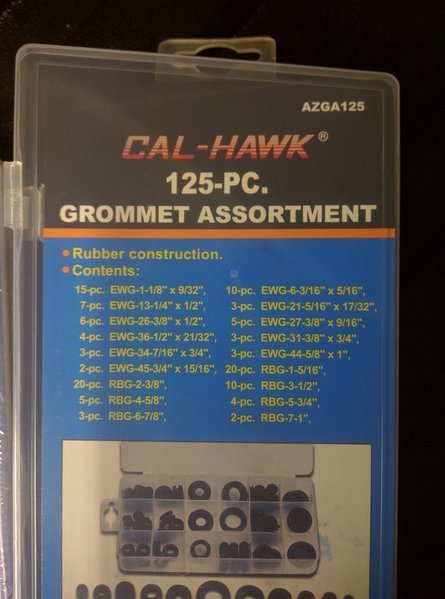 AZGA125
CAL-HAWK®
125-PC.
GROMMET ASSORTMENT
• Rubber construction.
• Contents:
15-pc. EWG-1-1/8" x 9/32", 10-pc. EWG-6-3/16" x 5/16",
7-pc. EWG-13-1/4" x 1/2", 3-pc. EWG-21-5/16" x 17/32",
6-pc. EWG-26-3/8" x 1/2", 5-pc. EWG-27-3/8" x 9/16",
4-pc. EWG-36-1/2" x 21/32", 3-pc. EWG-31-3/8" x 3/4",
3-pc. EWG-34-7/16" x 3/4", 3-pc. EWG-44-5/8" x 1",
2-pc. EWG-45-3/4" x 15/16", 20-pc. RBG-1-5/16",
20-pc. RBG-2-3/8", 10-pc. RBG-3-1/2",
5-pc. RBG-4-5/8", 4-pc. RBG-5-3/4",
3-pc. RBG-6-7/8", 2-pc. RBG-7-1",